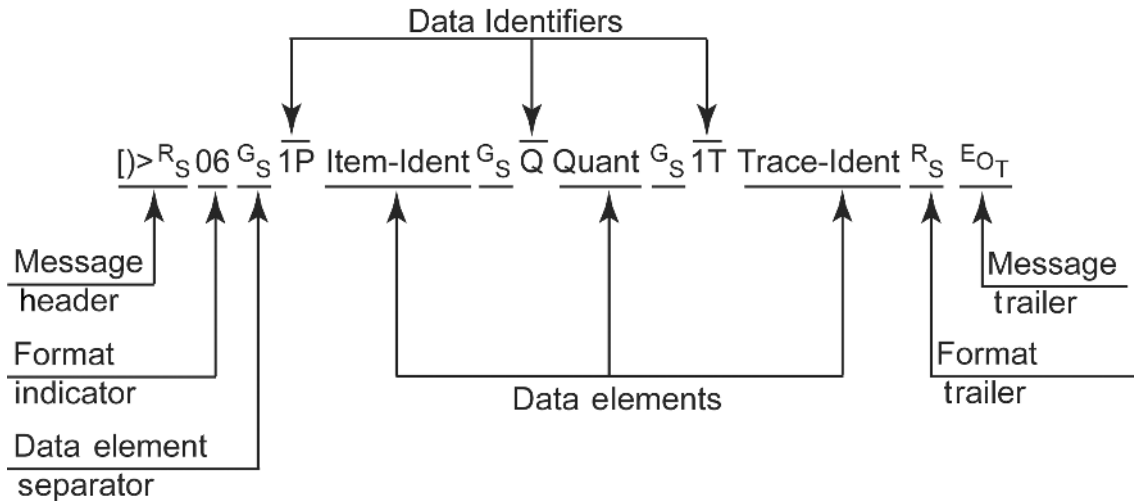 Data Identifiers
[)> RS 06 GS 1P Item-Ident GS Q Quant GS 1T Trace-Ident RS EOT
Message
header
Message
trailer
Format
indicator
Data elements
Format
trailer
Data element
separator